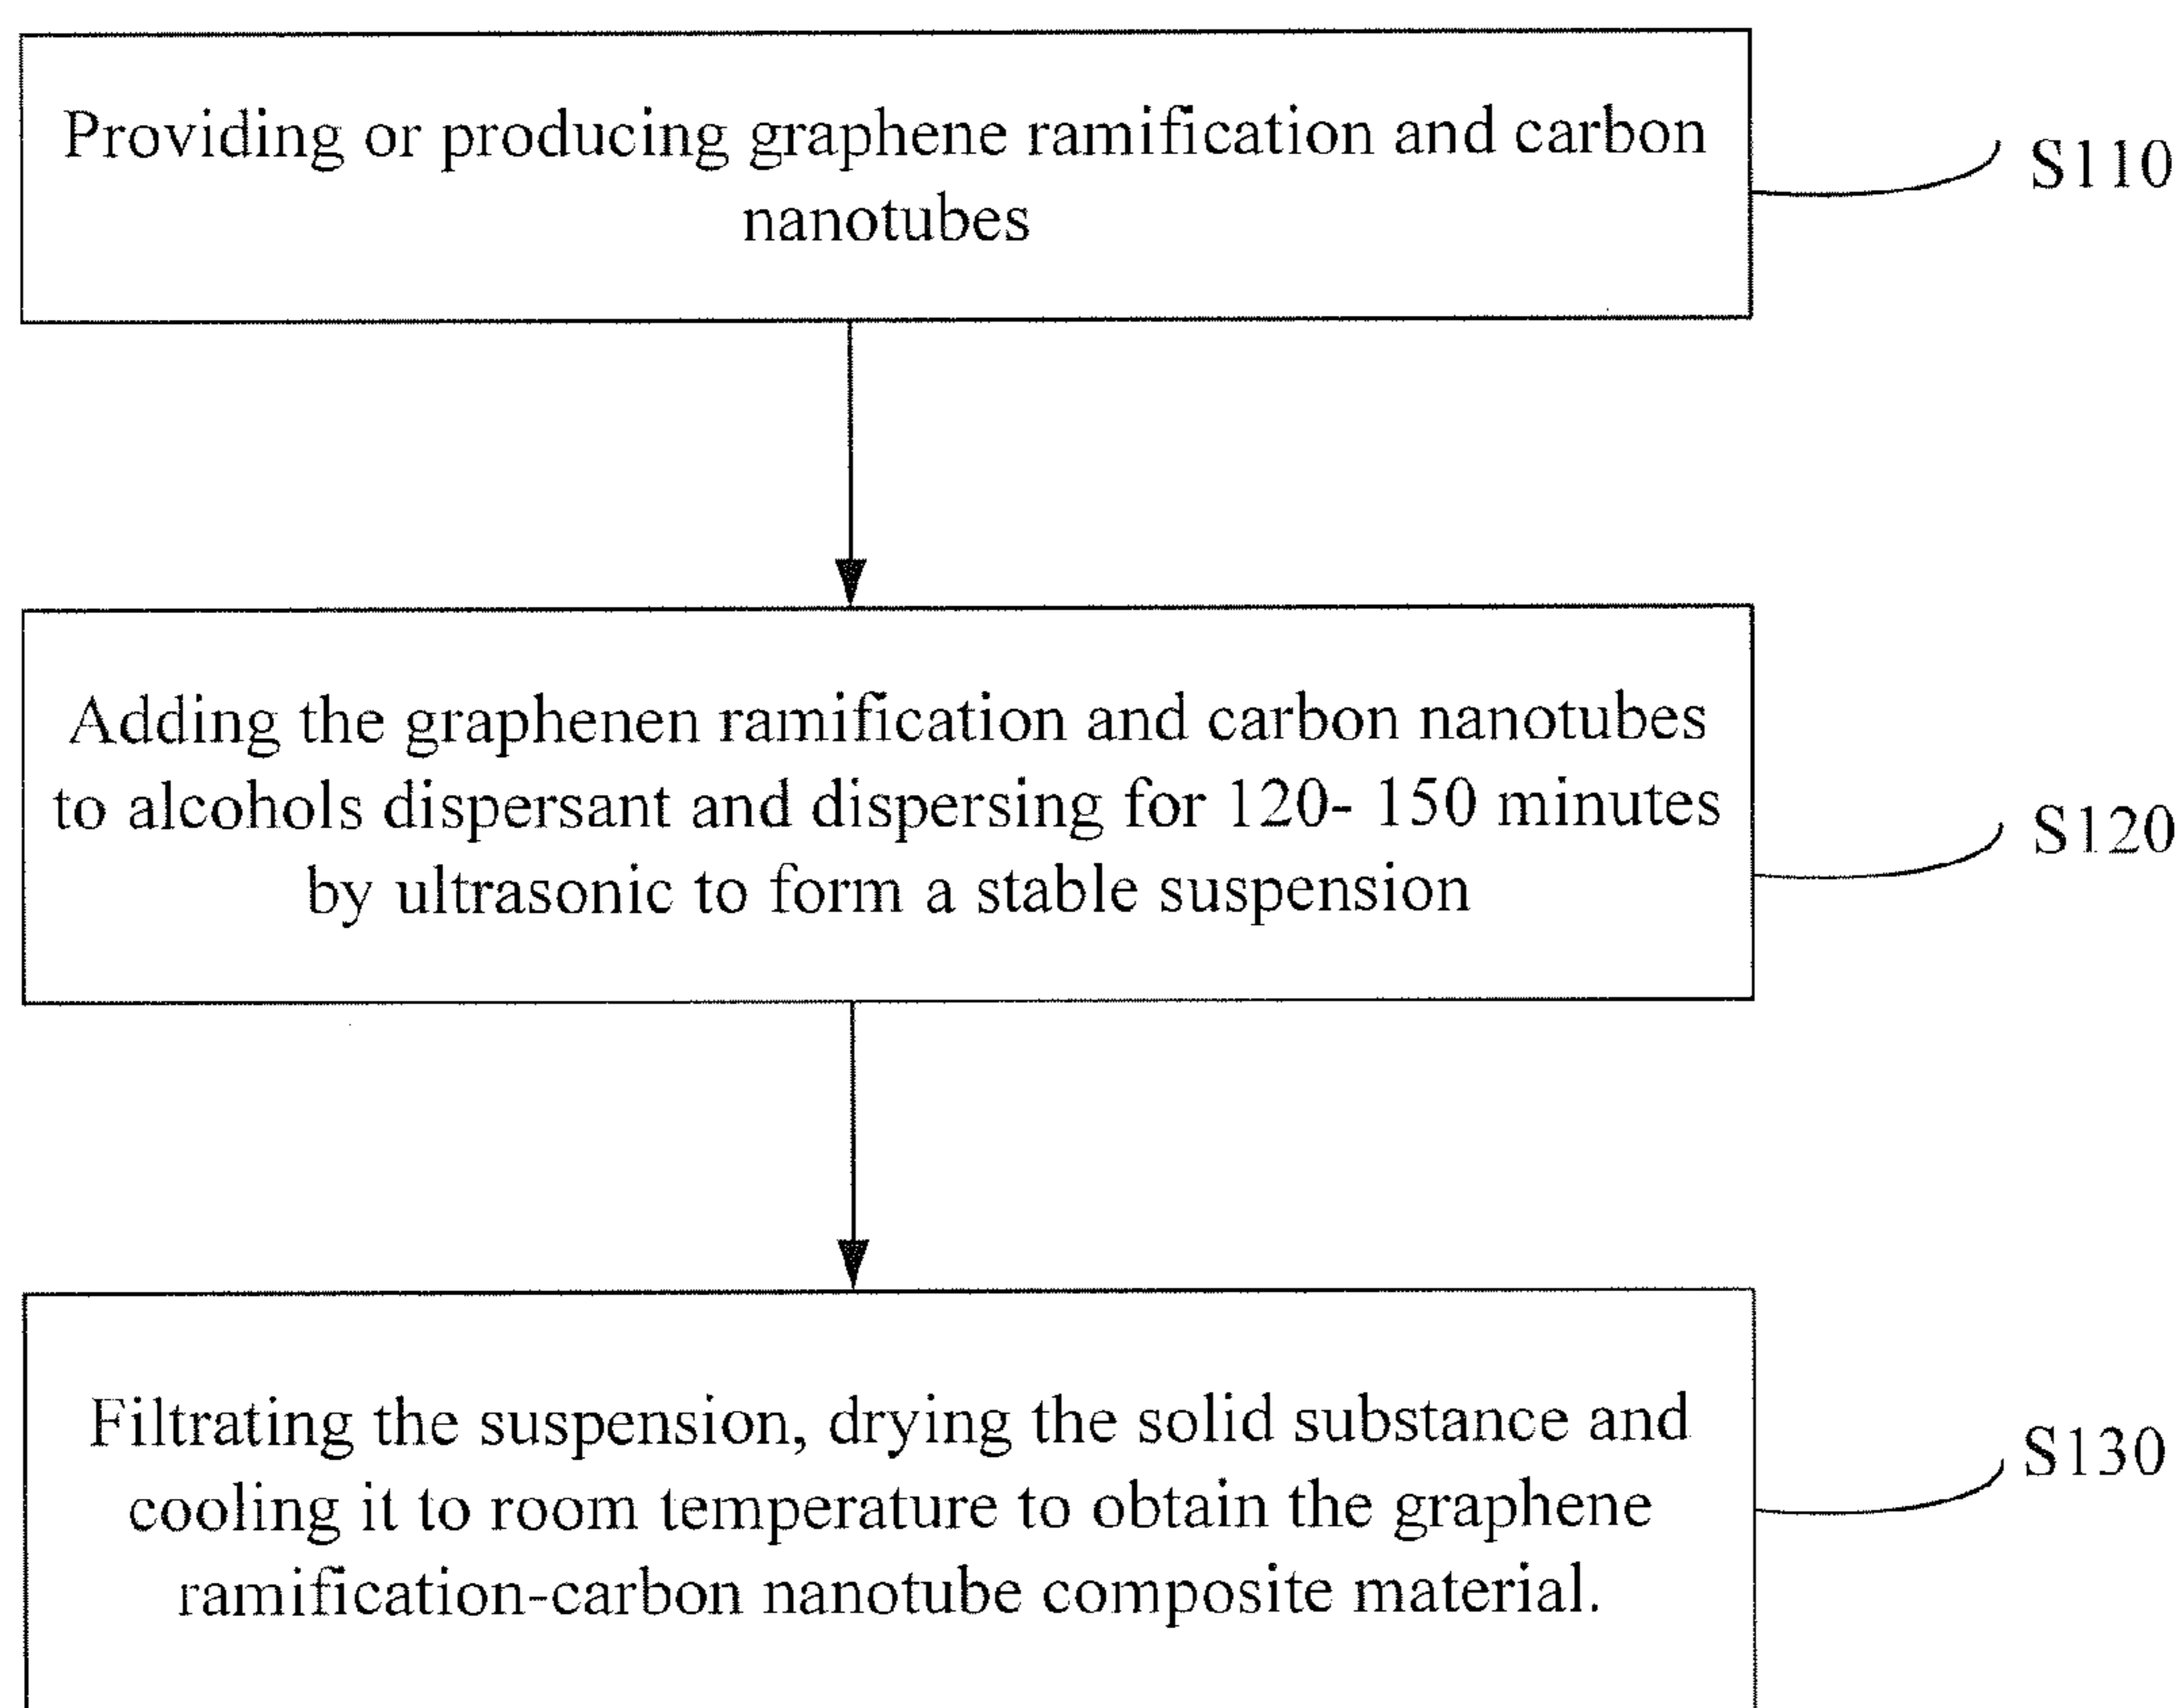 Providing or producing graphene ramification and carbon
nanotubes
S110
Adding the graphenen ramification and carbon nanotubes
to alcohols dispersant and dispersing for 120- 150 minutes
by ultrasonic to form a stable suspension
S120
Filtrating the suspension, drying the solid substance and
cooling it to room temperature to obtain the graphene
ramification-carbon nanotube composite material.
S130